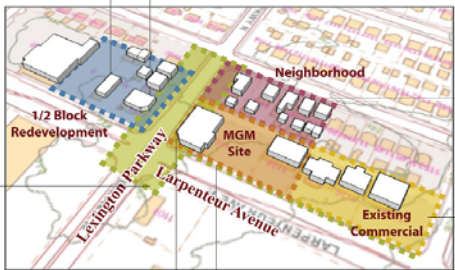 Neighborhood
1/2 Block
Redevelopment
MGM
Site
Lexington Parkway
Larpenteur Avenue
Existing
Commercial